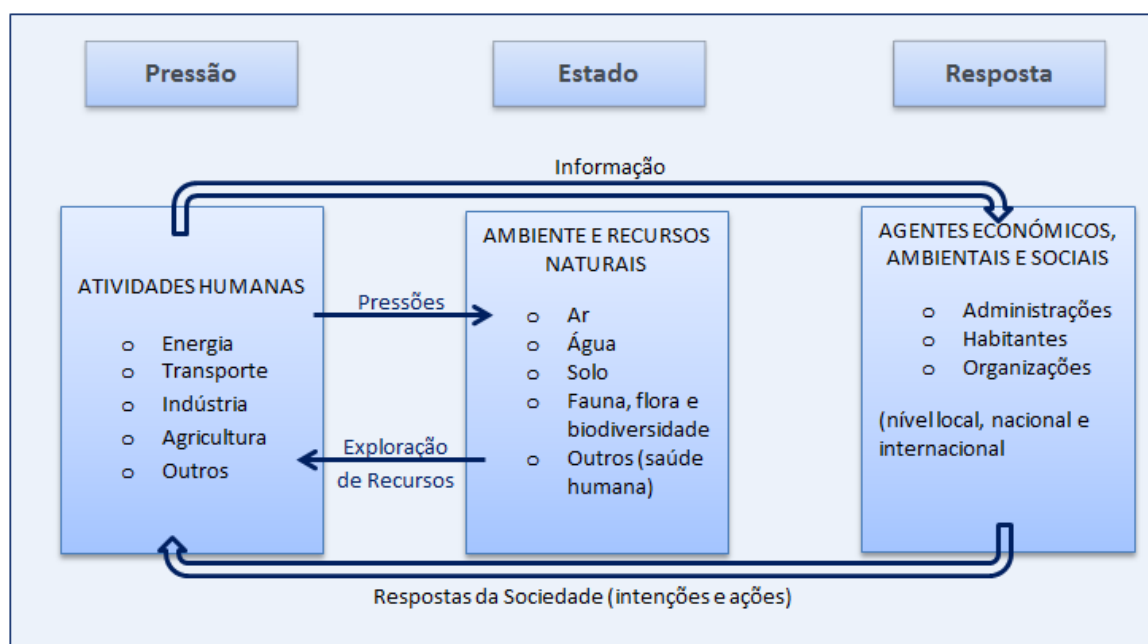 Pressão
Estado
Resposta
Informação
ATIVIDADES HUMANAS
o Energia
o Transporte
o Indústria
o Agricultura
o Outros
Pressões
Exploração
de Recursos
AMBIENTE E RECURSOS
NATURAIS
o Ar
o Água
o Solo
o Fauna, flora e
biodiversidade
o Outros (saúde
humana)
AGENTES ECONÓMICOS,
AMBIENTAIS E SOCIAIS
o Administrações
o Habitantes
o Organizações
(nível local, nacional e
internacional
Respostas da Sociedade (intenções e ações)